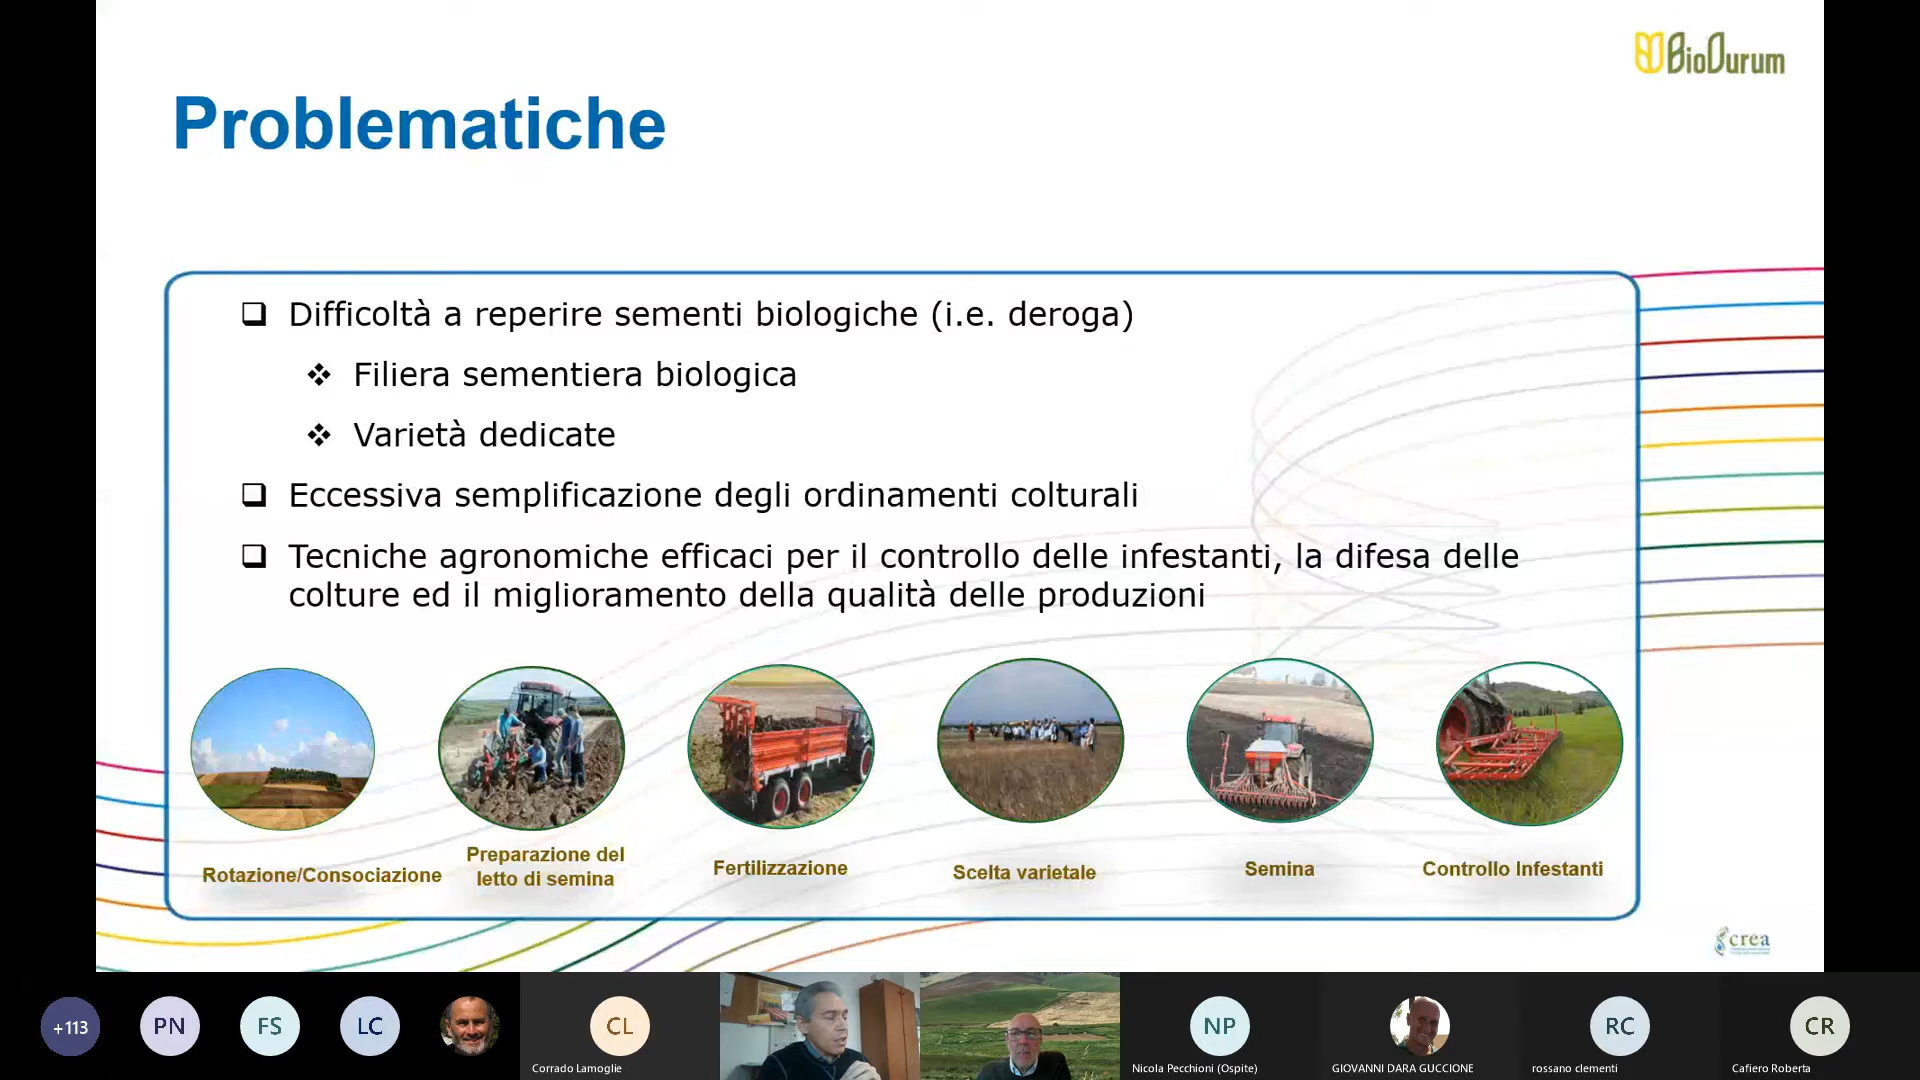 BioDurum
Problematiche
Difficoltà a reperire sementi biologiche (i.e. deroga)
Filiera sementiera biologica
Varietà dedicate
Eccessiva semplificazione degli ordinamenti colturali
Tecniche agronomiche efficaci per il controllo delle infestanti, la difesa delle
colture ed il miglioramento della qualità delle produzioni
Rotazione/Consociazione
Preparazione del
letto di semina
Fertilizzazione
Scelta varietale
Semina
Controllo Infestanti
crea
+113
PN
FS
LC
CL
Corrado Lamoglie
NP
Nicola Pecchioni (Ospite)
GIOVANNI DARA GUCCIONE
RC
rossano clementi
CR
Cafiero Roberta